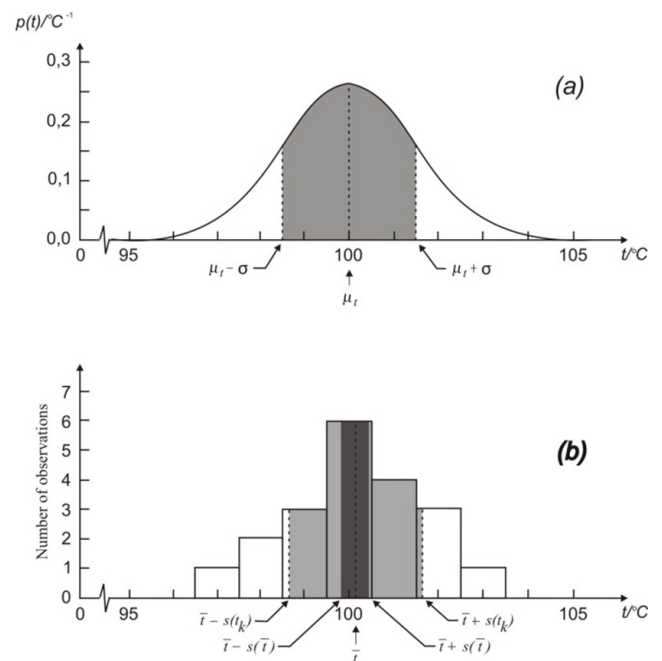 p(t)/°C⁻¹
0,3
(a)
0,2
0,1
0,0
0 95 100 105 t/°C
μₜ − σ μₜ + σ
μₜ
Number of observations
7
6
(b)
5
4
3
2
1
0
0 95 100 105 t/°C
t̄ − s(tₖ) t̄ + s(tₖ)
t̄ − s(t̄) t̄ + s(t̄)
t̄